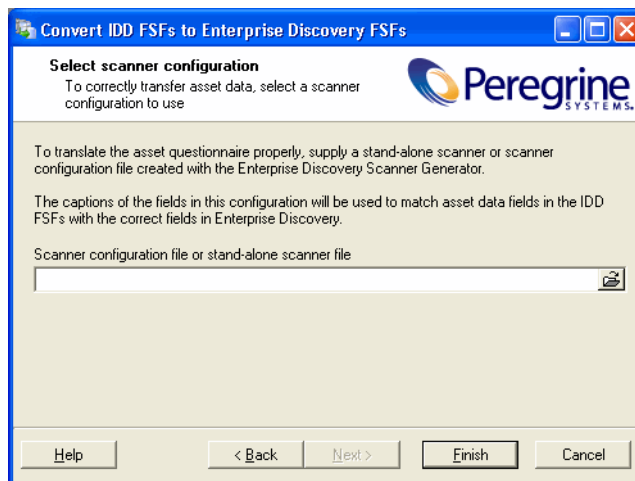 Convert IDD FSFs to Enterprise Discovery FSFs
Select scanner configuration
To correctly transfer asset data, select a scanner
configuration to use
Peregrine
SYSTEMS.
To translate the asset questionnaire properly, supply a stand-alone scanner or scanner
configuration file created with the Enterprise Discovery Scanner Generator.
The captions of the fields in this configuration will be used to match asset data fields in the IDD
FSFs with the correct fields in Enterprise Discovery.
Scanner configuration file or stand-alone scanner file
Help
< Back
Next >
Finish
Cancel